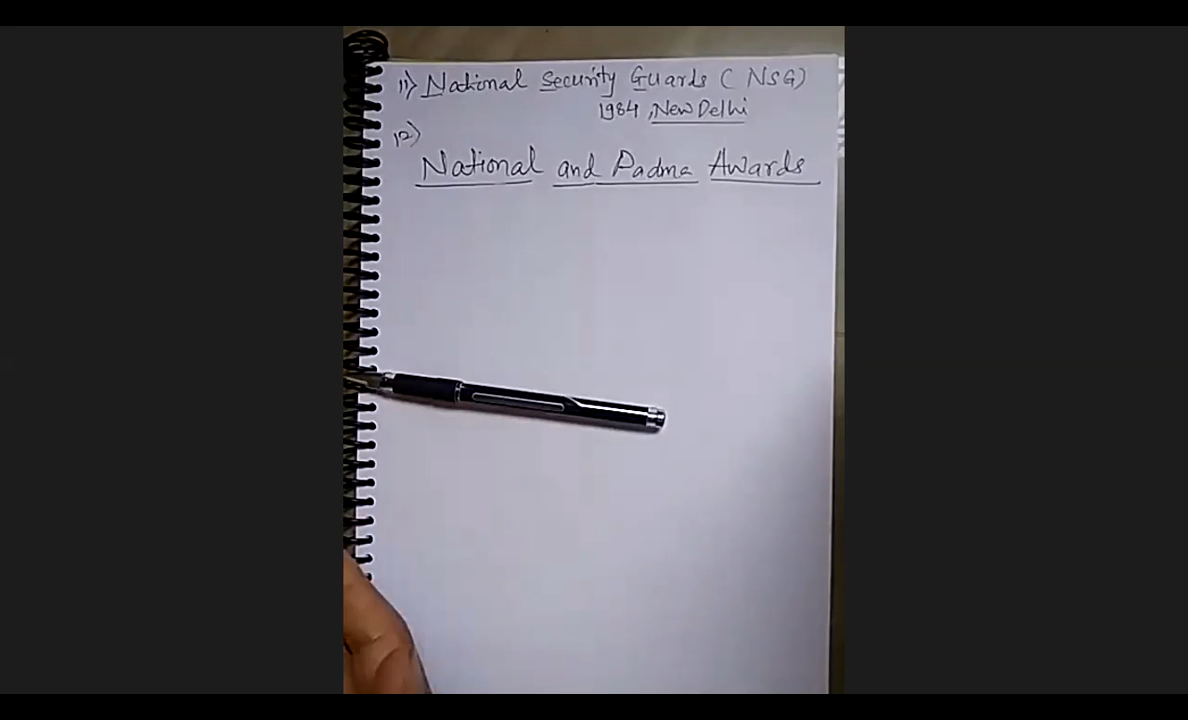 11) National Security Guards (NSG)
1984, New Delhi
12)
National and Padma Awards